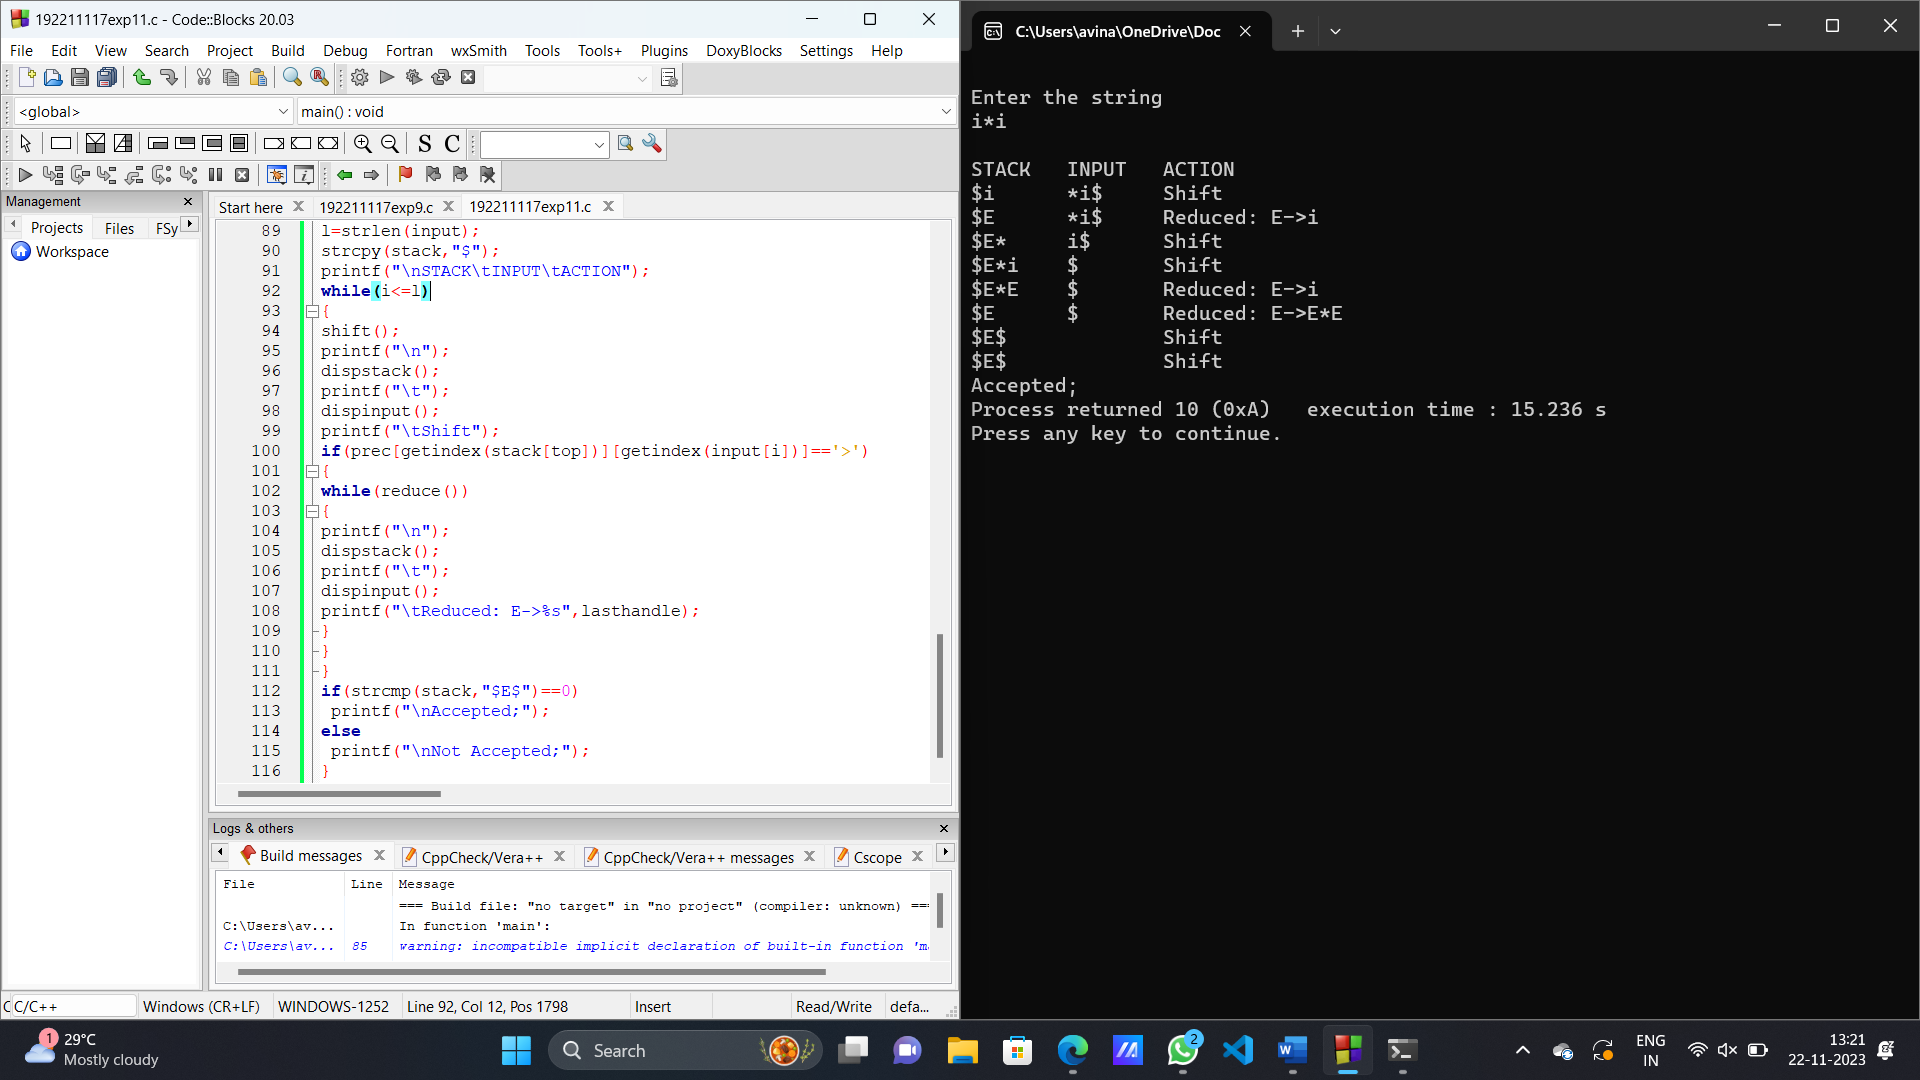 192211117exp11.c - Code::Blocks 20.03
File Edit View Search Project Build Debug Fortran wxSmith Tools Tools+ Plugins DoxyBlocks Settings Help
<global> main() : void
S C
Management
Projects Files FSy
Workspace
Start here 192211117exp9.c 192211117exp11.c
89 l=strlen(input);
90 strcpy(stack,"$");
91 printf("\nSTACK\tINPUT\tACTION");
92 while(i<=l)
93 {
94 shift();
95 printf("\n");
96 dispstack();
97 printf("\t");
98 dispinput();
99 printf("\tShift");
100 if(prec[getindex(stack[top])][getindex(input[i])]=='>')
101 {
102 while(reduce())
103 {
104 printf("\n");
105 dispstack();
106 printf("\t");
107 dispinput();
108 printf("\tReduced: E->%s",lasthandle);
109 }
110 }
111 }
112 if(strcmp(stack,"$E$")==0)
113 printf("\nAccepted;");
114 else
115 printf("\nNot Accepted;");
116 }
Logs & others
Build messages CppCheck/Vera++ CppCheck/Vera++ messages Cscope
File Line Message
=== Build file: "no target" in "no project" (compiler: unknown) ===
C:\Users\av... In function 'main':
C:\Users\av... 85 warning: incompatible implicit declaration of built-in function 'm
C C/C++ Windows (CR+LF) WINDOWS-1252 Line 92, Col 12, Pos 1798 Insert Read/Write defa...
C:\Users\avina\OneDrive\Doc
Enter the string
i*i
STACK INPUT ACTION
$i *i$ Shift
$E *i$ Reduced: E->i
$E* i$ Shift
$E*i $ Shift
$E*E $ Reduced: E->i
$E $ Reduced: E->E*E
$E$ Shift
$E$ Shift
Accepted;
Process returned 10 (0xA) execution time : 15.236 s
Press any key to continue.
1
29°C
Mostly cloudy
Search
2
ENG
IN
13:21
22-11-2023